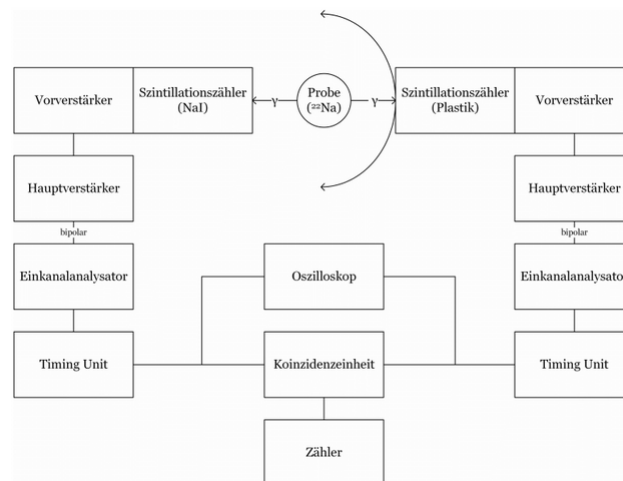 Vorverstärker
Szintillationszähler
(NaI)
γ
Probe
(²²Na)
γ
Szintillationszähler
(Plastik)
Vorverstärker
Hauptverstärker
Hauptverstärker
bipolar
bipolar
Einkanalanalysator
Oszilloskop
Einkanalanalysator
Timing Unit
Koinzidenzeinheit
Timing Unit
Zähler